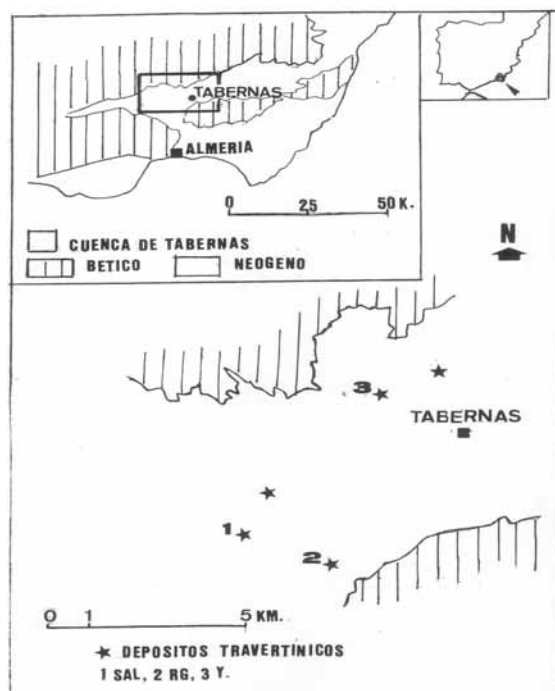 TABERNAS
ALMERIA
0 25 50 K.
CUENCA DE TABERNAS
BETICO NEOGENO
N
3
TABERNAS
1
2
0 1 5 KM.
DEPOSITOS TRAVERTÍNICOS
1 SAL, 2 RG, 3 Y.